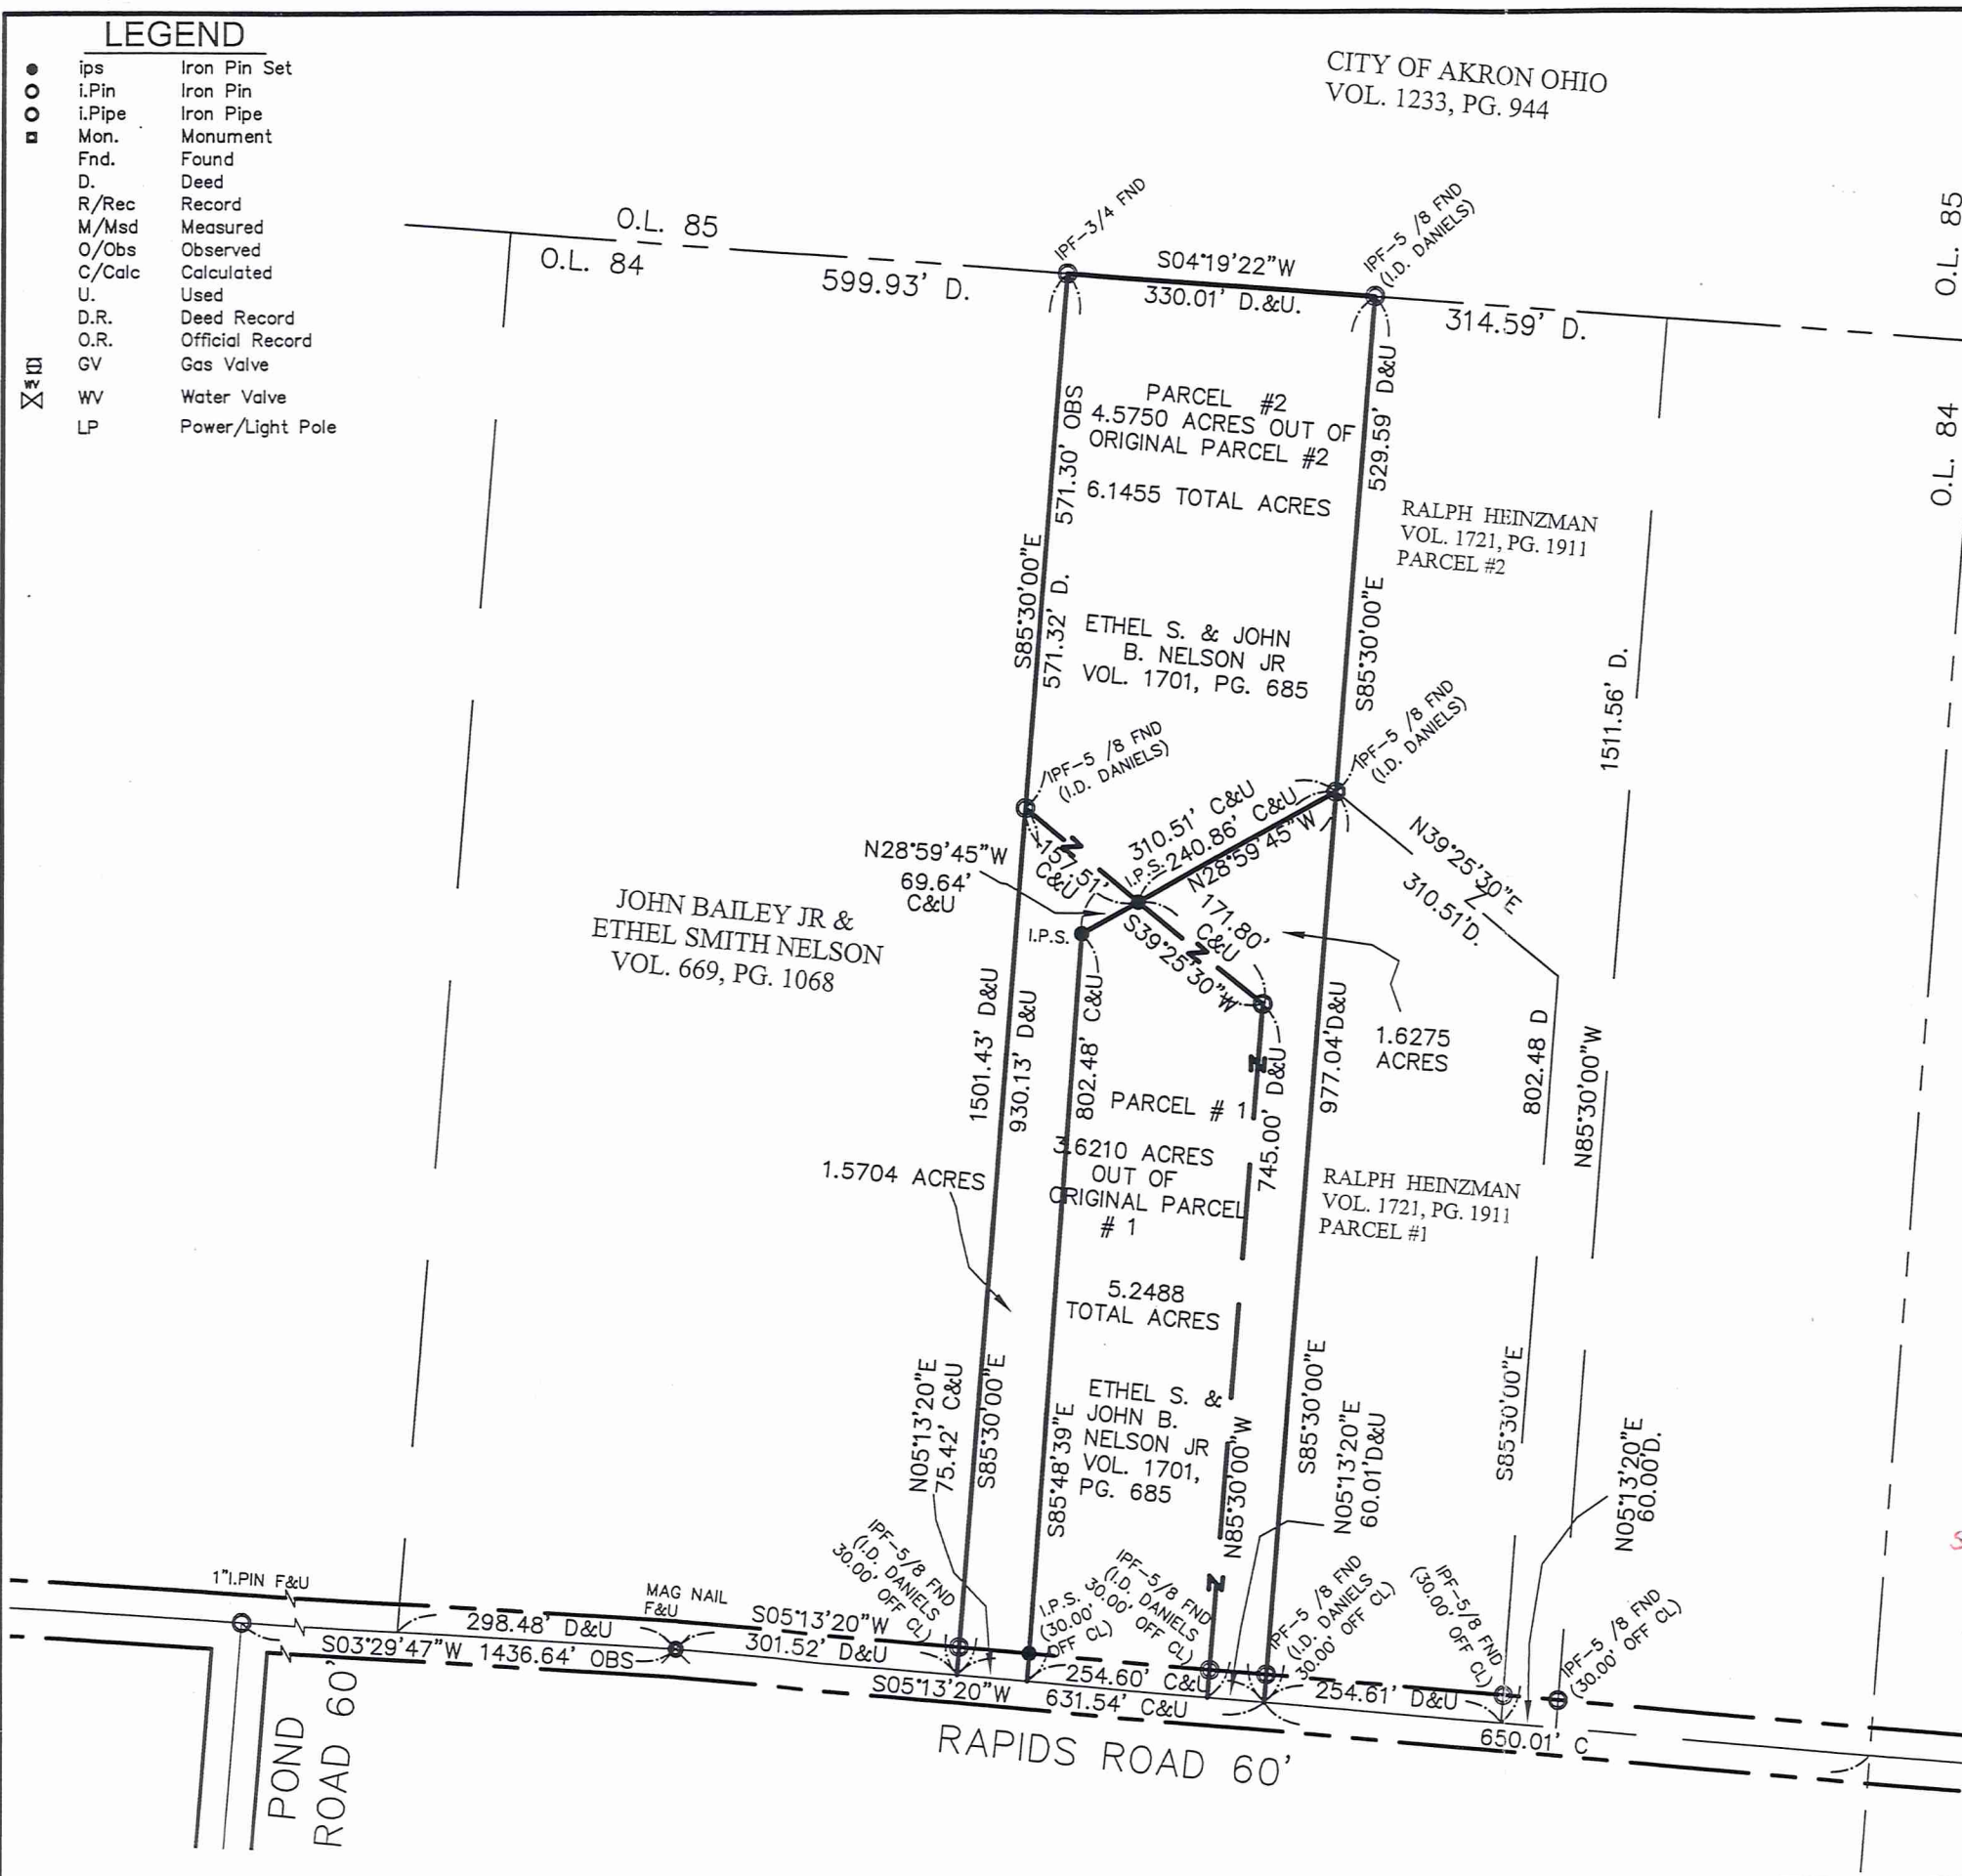 LEGEND
ips Iron Pin Set
i.Pin Iron Pin
i.Pipe Iron Pipe
Mon. Monument
Fnd. Found
D. Deed
R/Rec Record
M/Msd Measured
O/Obs Observed
C/Calc Calculated
U. Used
D.R. Deed Record
O.R. Official Record
GV Gas Valve
WV WV Water Valve
LP Power/Light Pole
CITY OF AKRON OHIO
VOL. 1233, PG. 944
O.L. 85
O.L. 84
599.93' D.
IPF-3/4 FND
S04°19'22"W
330.01' D.&U.
IPF-5 /8 FND
(I.D. DANIELS)
314.59' D.
O.L. 85
O.L. 84
571.30' OBS
S85°30'00"E
571.32' D.
PARCEL #2
4.5750 ACRES OUT OF
ORIGINAL PARCEL #2
6.1455 TOTAL ACRES
529.59' D&U
S85°30'00"E
RALPH HEINZMAN
VOL. 1721, PG. 1911
PARCEL #2
ETHEL S. & JOHN
B. NELSON JR
VOL. 1701, PG. 685
1511.56' D.
N85°30'00"W
IPF-5 /8 FND
(I.D. DANIELS)
IPF-5 /8 FND
(I.D. DANIELS)
310.51' C&U
240.86' C&U
N28°59'45"W
I.P.S.
Z
157.51'
C&U
N28°59'45"W
69.64'
C&U
I.P.S.
171.80'
C&U
Z
S39°25'30"W
N39°25'30"E
Z
310.51'D.
JOHN BAILEY JR &
ETHEL SMITH NELSON
VOL. 669, PG. 1068
1501.43' D&U
930.13' D&U
802.48' C&U
977.04'D&U
802.48 D
1.6275
ACRES
Z
745.00' D&U
PARCEL # 1
3.6210 ACRES
OUT OF
ORIGINAL PARCEL
# 1
5.2488
TOTAL ACRES
1.5704 ACRES
RALPH HEINZMAN
VOL. 1721, PG. 1911
PARCEL #1
ETHEL S. &
JOHN B.
NELSON JR
VOL. 1701,
PG. 685
N05°13'20"E
75.42' C&U
S85°30'00"E
S85°48'39"E
N85°30'00"W
Z
S85°30'00"E
N05°13'20"E
60.01'D&U
S85°30'00"E
N05°13'20"E
60.00'D.
S
1"I.PIN F&U
298.48' D&U
S03°29'47"W 1436.64' OBS
MAG NAIL
F&U
S05°13'20"W
301.52' D&U
IPF-5/8 FND
(I.D. DANIELS
30.00' OFF CL)
I.P.S.
(30.00'
OFF CL)
IPF-5/8 FND
(I.D. DANIELS
30.00' OFF CL)
IPF-5 /8 FND
(I.D. DANIELS
30.00' OFF CL)
IPF-5/8 FND
(30.00' OFF CL)
IPF-5 /8 FND
(30.00' OFF CL)
254.60' C&U
S05°13'20"W
631.54' C&U
254.61' D&U
650.01' C
RAPIDS ROAD 60'
POND
ROAD 60'